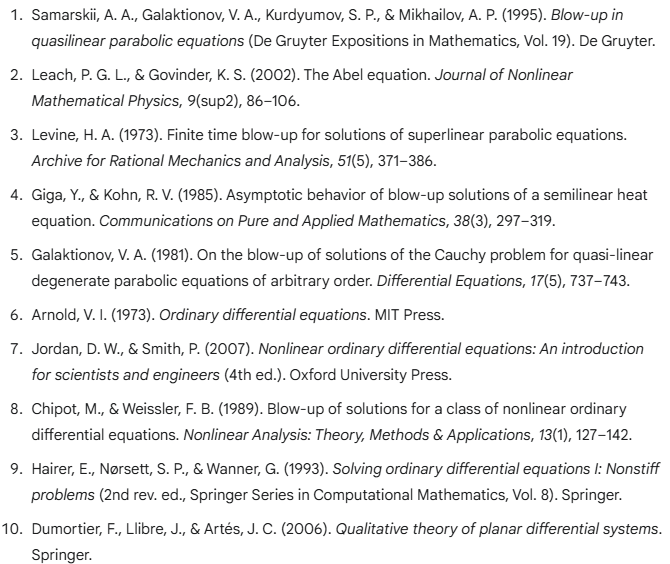 1. Samarskii, A. A., Galaktionov, V. A., Kurdyumov, S. P., & Mikhailov, A. P. (1995). Blow-up in
quasilinear parabolic equations (De Gruyter Expositions in Mathematics, Vol. 19). De Gruyter.
2. Leach, P. G. L., & Govinder, K. S. (2002). The Abel equation. Journal of Nonlinear
Mathematical Physics, 9(sup2), 86–106.
3. Levine, H. A. (1973). Finite time blow-up for solutions of superlinear parabolic equations.
Archive for Rational Mechanics and Analysis, 51(5), 371–386.
4. Giga, Y., & Kohn, R. V. (1985). Asymptotic behavior of blow-up solutions of a semilinear heat
equation. Communications on Pure and Applied Mathematics, 38(3), 297–319.
5. Galaktionov, V. A. (1981). On the blow-up of solutions of the Cauchy problem for quasi-linear
degenerate parabolic equations of arbitrary order. Differential Equations, 17(5), 737–743.
6. Arnold, V. I. (1973). Ordinary differential equations. MIT Press.
7. Jordan, D. W., & Smith, P. (2007). Nonlinear ordinary differential equations: An introduction
for scientists and engineers (4th ed.). Oxford University Press.
8. Chipot, M., & Weissler, F. B. (1989). Blow-up of solutions for a class of nonlinear ordinary
differential equations. Nonlinear Analysis: Theory, Methods & Applications, 13(1), 127–142.
9. Hairer, E., Nørsett, S. P., & Wanner, G. (1993). Solving ordinary differential equations I: Nonstiff
problems (2nd rev. ed., Springer Series in Computational Mathematics, Vol. 8). Springer.
10. Dumortier, F., Llibre, J., & Artés, J. C. (2006). Qualitative theory of planar differential systems.
Springer.